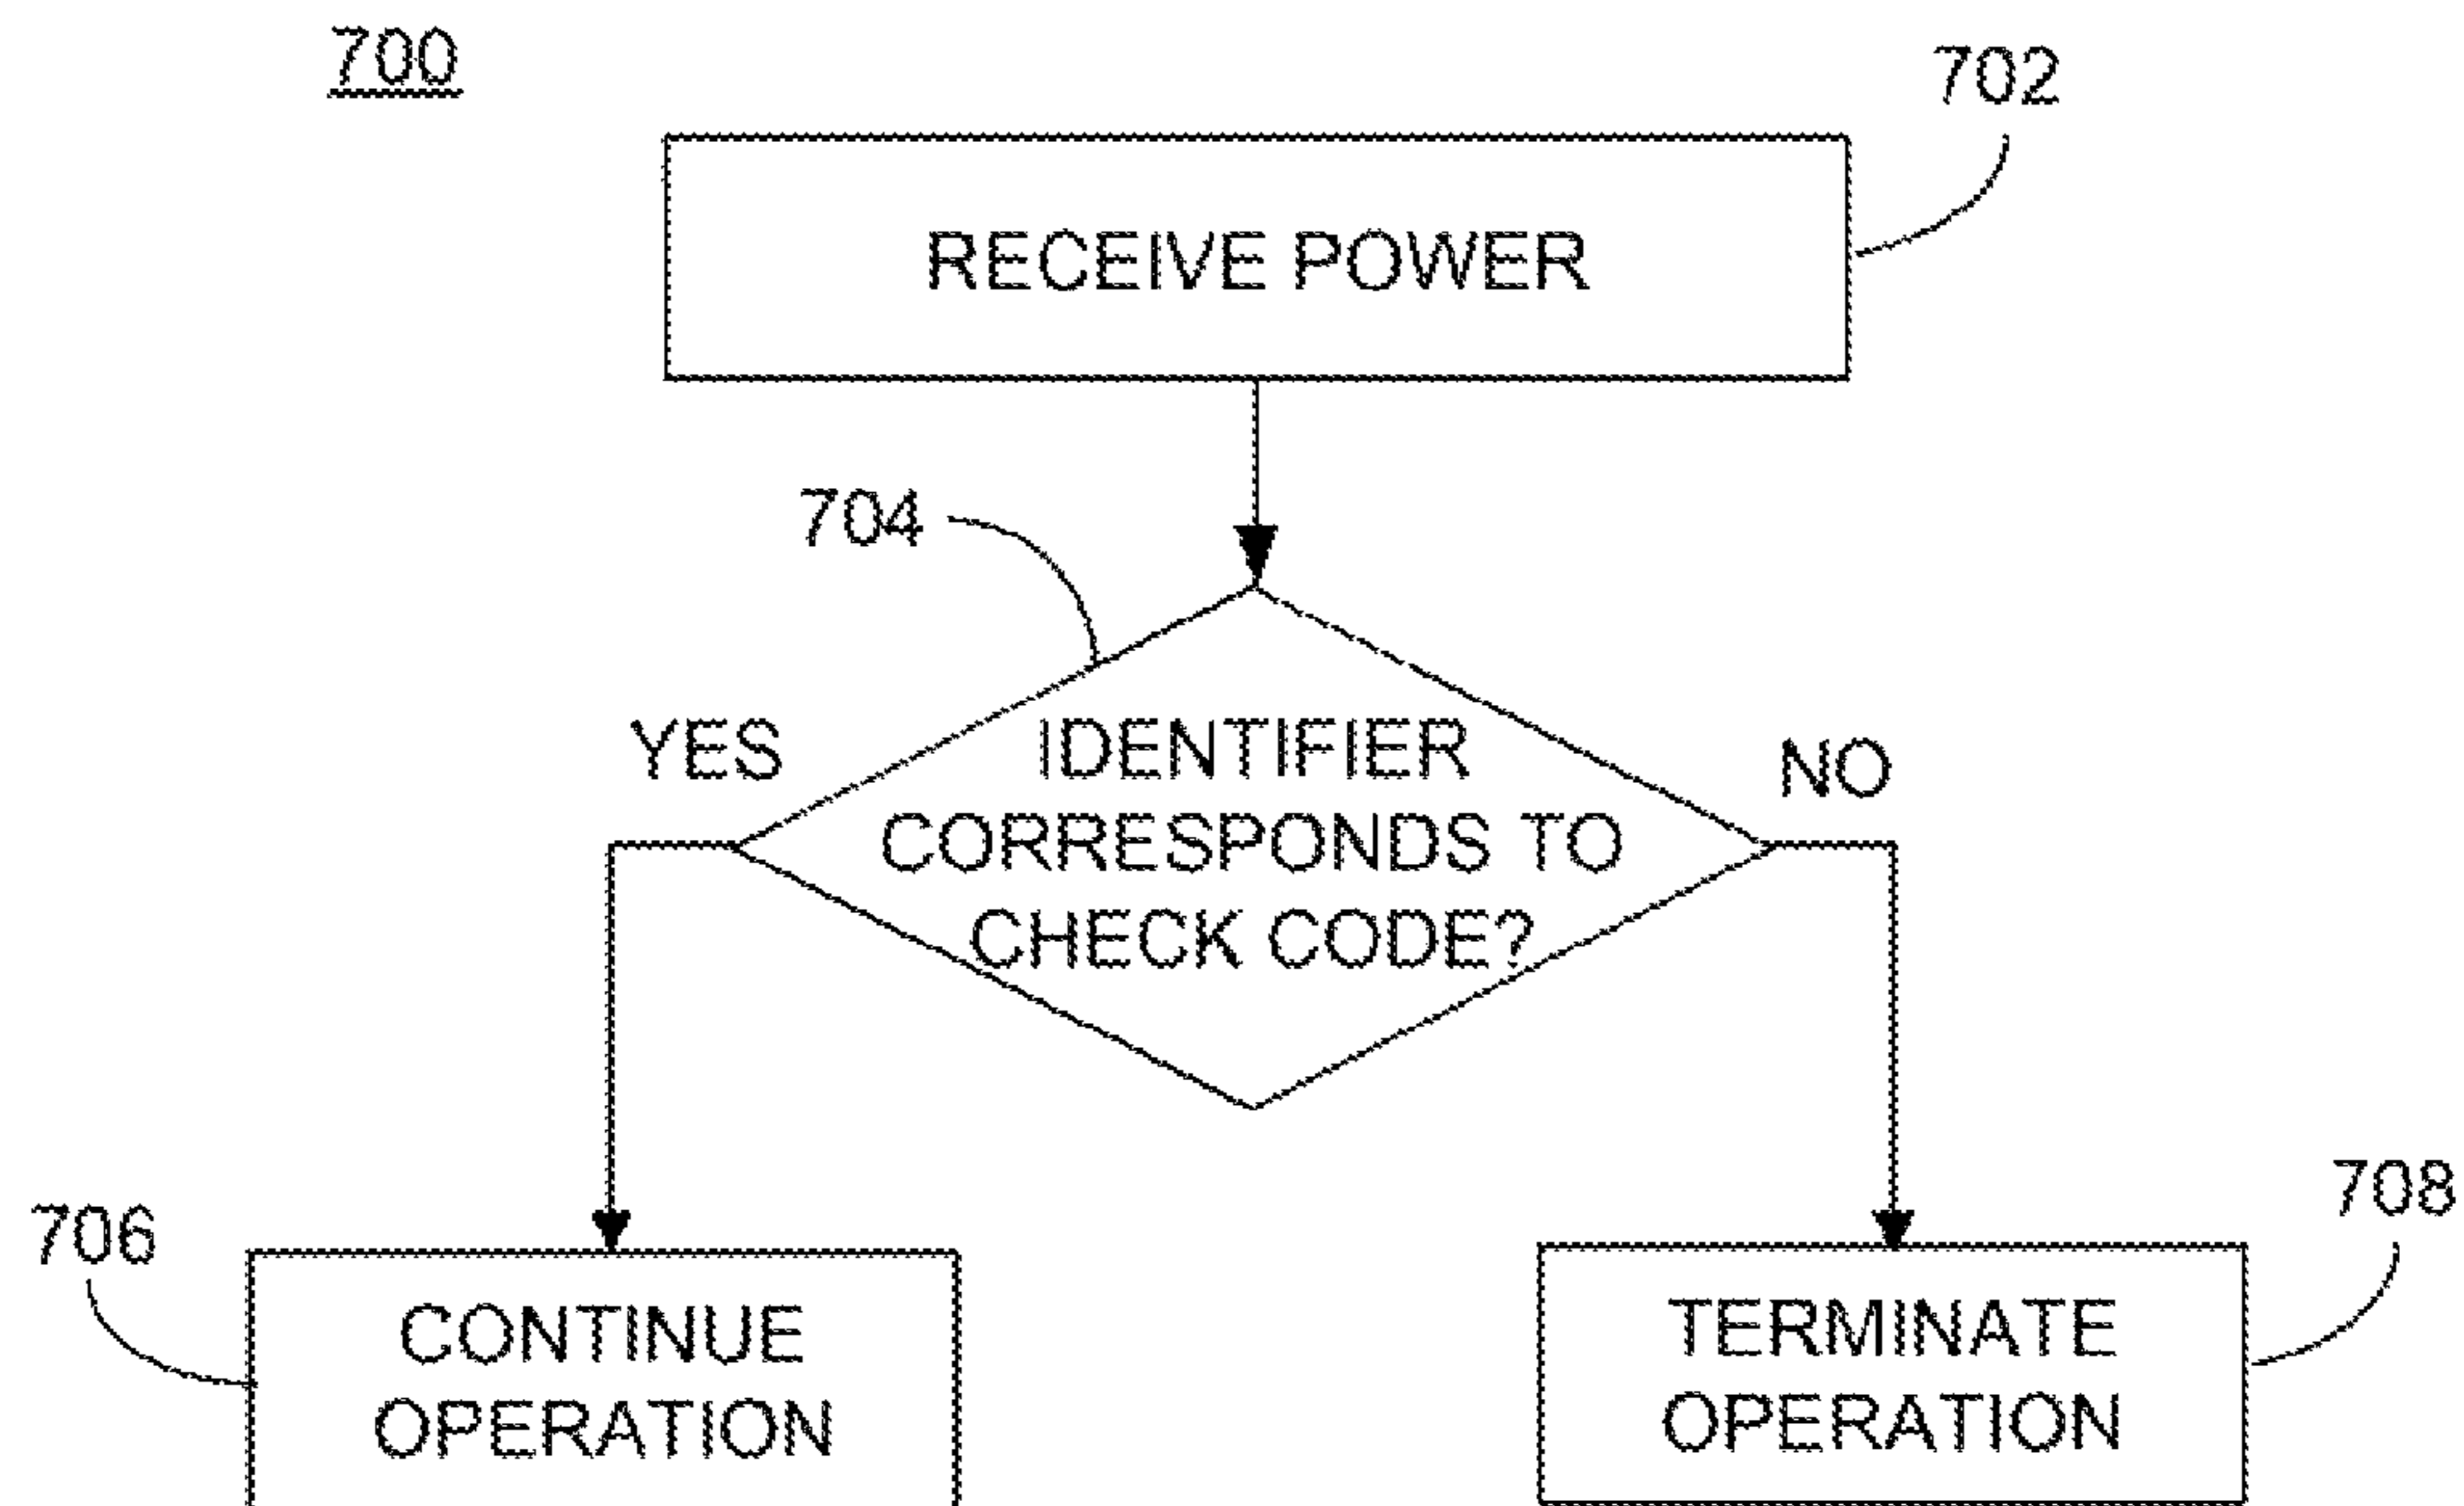 700
702
RECEIVE POWER
704
YES
IDENTIFIER
CORRESPONDS TO
CHECK CODE?
NO
706
CONTINUE
OPERATION
708
TERMINATE
OPERATION